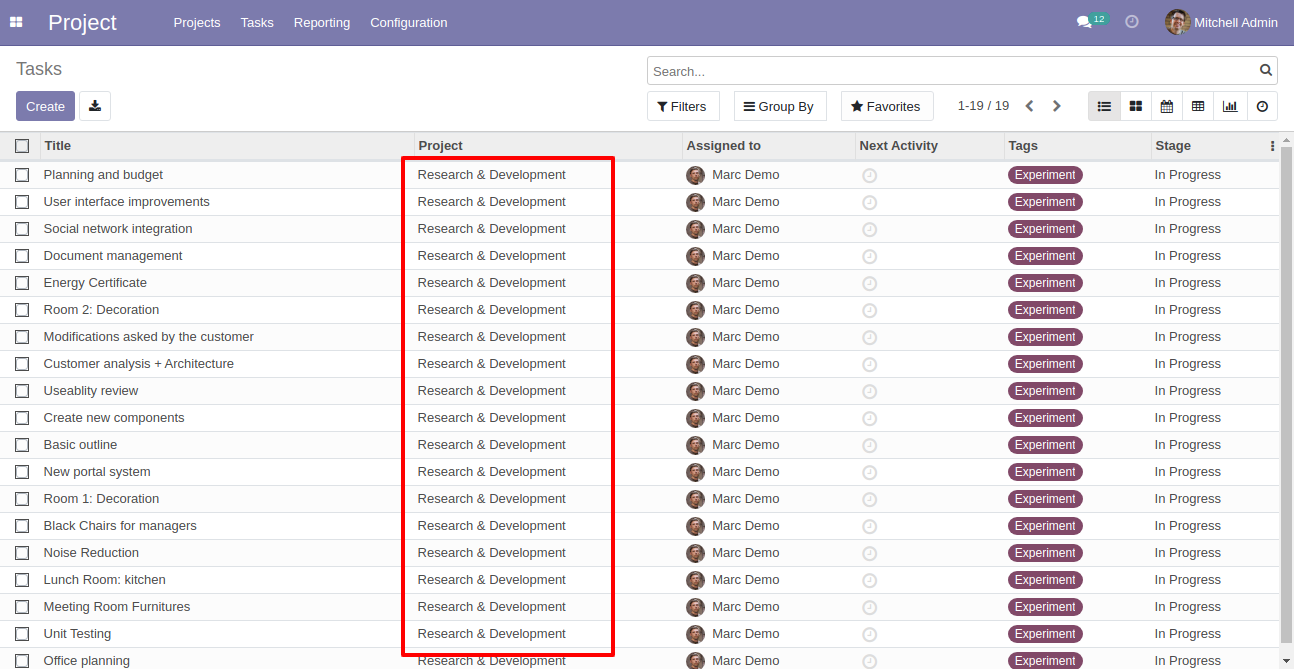 Project Projects Tasks Reporting Configuration 12 Mitchell Admin
Tasks Search...
Create Filters Group By Favorites 1-19 / 19
Title Project Assigned to Next Activity Tags Stage
Planning and budget Research & Development Marc Demo Experiment In Progress
User interface improvements Research & Development Marc Demo Experiment In Progress
Social network integration Research & Development Marc Demo Experiment In Progress
Document management Research & Development Marc Demo Experiment In Progress
Energy Certificate Research & Development Marc Demo Experiment In Progress
Room 2: Decoration Research & Development Marc Demo Experiment In Progress
Modifications asked by the customer Research & Development Marc Demo Experiment In Progress
Customer analysis + Architecture Research & Development Marc Demo Experiment In Progress
Useablity review Research & Development Marc Demo Experiment In Progress
Create new components Research & Development Marc Demo Experiment In Progress
Basic outline Research & Development Marc Demo Experiment In Progress
New portal system Research & Development Marc Demo Experiment In Progress
Room 1: Decoration Research & Development Marc Demo Experiment In Progress
Black Chairs for managers Research & Development Marc Demo Experiment In Progress
Noise Reduction Research & Development Marc Demo Experiment In Progress
Lunch Room: kitchen Research & Development Marc Demo Experiment In Progress
Meeting Room Furnitures Research & Development Marc Demo Experiment In Progress
Unit Testing Research & Development Marc Demo Experiment In Progress
Office planning Research & Development Marc Demo Experiment In Progress